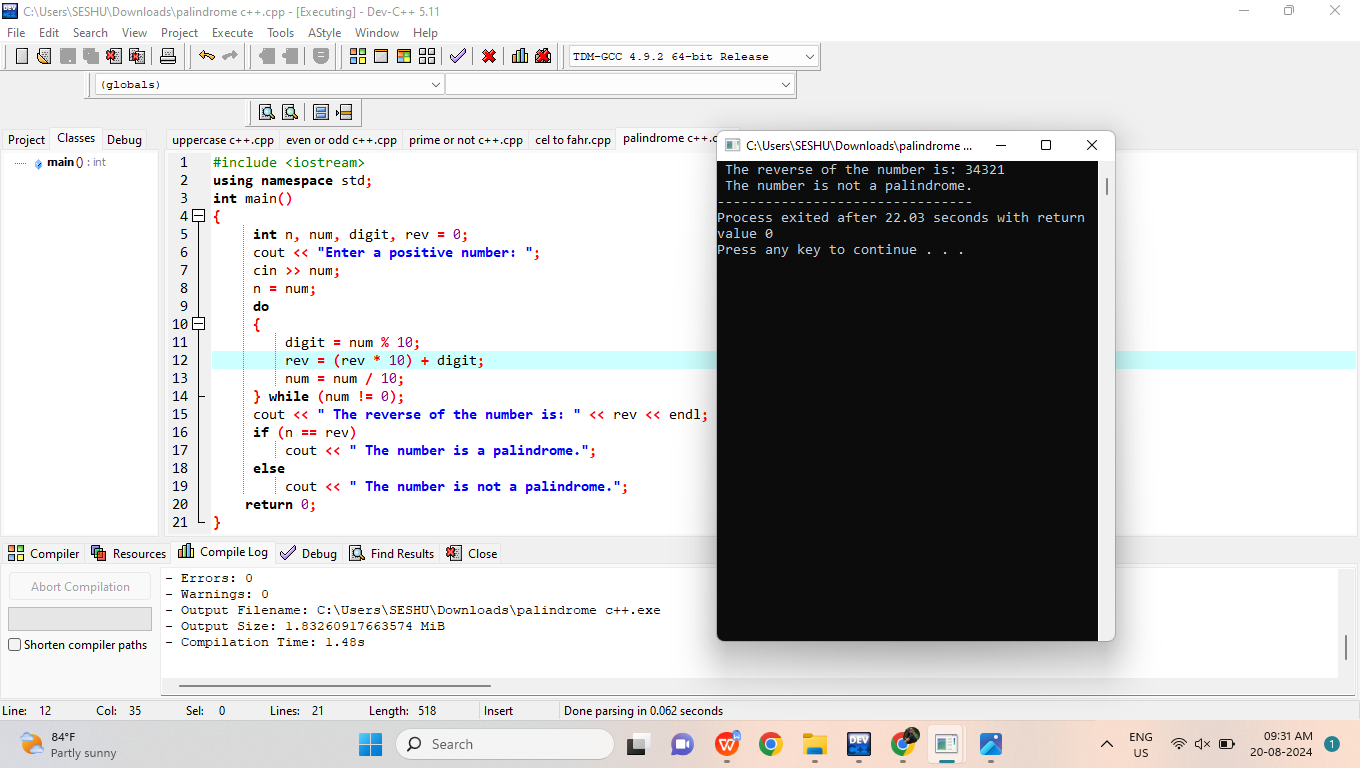 C:\Users\SESHU\Downloads\palindrome c++.cpp - [Executing] - Dev-C++ 5.11
File Edit Search View Project Execute Tools AStyle Window Help
TDM-GCC 4.9.2 64-bit Release
(globals)
Project Classes Debug
uppercase c++.cpp even or odd c++.cpp prime or not c++.cpp cel to fahr.cpp palindrome c++.c
main () : int
1 #include <iostream>
2 using namespace std;
3 int main()
4 {
5 int n, num, digit, rev = 0;
6 cout << "Enter a positive number: ";
7 cin >> num;
8 n = num;
9 do
10 {
11 digit = num % 10;
12 rev = (rev * 10) + digit;
13 num = num / 10;
14 } while (num != 0);
15 cout << " The reverse of the number is: " << rev << endl;
16 if (n == rev)
17 cout << " The number is a palindrome.";
18 else
19 cout << " The number is not a palindrome.";
20 return 0;
21 }
C:\Users\SESHU\Downloads\palindrome ...
The reverse of the number is: 34321
The number is not a palindrome.
--------------------------------
Process exited after 22.03 seconds with return
value 0
Press any key to continue . . .
Compiler Resources Compile Log Debug Find Results Close
Abort Compilation
Shorten compiler paths
- Errors: 0
- Warnings: 0
- Output Filename: C:\Users\SESHU\Downloads\palindrome c++.exe
- Output Size: 1.83260917663574 MiB
- Compilation Time: 1.48s
Line: 12 Col: 35 Sel: 0 Lines: 21 Length: 518 Insert Done parsing in 0.062 seconds
84°F
Partly sunny
Search
DEV
ENG
US
09:31 AM
20-08-2024
1